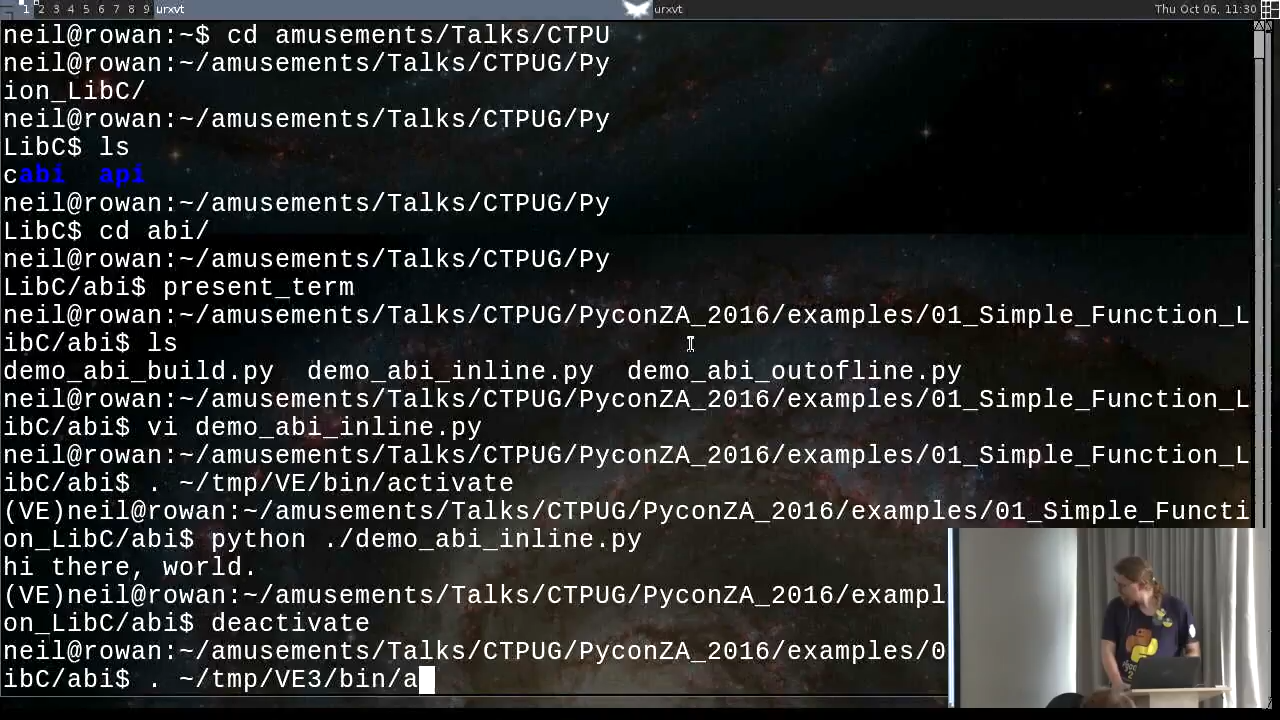 1 2 3 4 5 6 7 8 9 urxvt urxvt Thu Oct 06, 11:30
neil@rowan:~$ cd amusements/Talks/CTPU
neil@rowan:~/amusements/Talks/CTPUG/Py
ion_LibC/
neil@rowan:~/amusements/Talks/CTPUG/Py
LibC$ ls
cabi  api
neil@rowan:~/amusements/Talks/CTPUG/Py
LibC$ cd abi/
neil@rowan:~/amusements/Talks/CTPUG/Py
LibC/abi$ present_term
neil@rowan:~/amusements/Talks/CTPUG/PyconZA_2016/examples/01_Simple_Function_L
ibC/abi$ ls
demo_abi_build.py  demo_abi_inline.py  demo_abi_outofline.py
neil@rowan:~/amusements/Talks/CTPUG/PyconZA_2016/examples/01_Simple_Function_L
ibC/abi$ vi demo_abi_inline.py
neil@rowan:~/amusements/Talks/CTPUG/PyconZA_2016/examples/01_Simple_Function_L
ibC/abi$ . ~/tmp/VE/bin/activate
(VE)neil@rowan:~/amusements/Talks/CTPUG/PyconZA_2016/examples/01_Simple_Functi
on_LibC/abi$ python ./demo_abi_inline.py
hi there, world.
(VE)neil@rowan:~/amusements/Talks/CTPUG/PyconZA_2016/exampl
on_LibC/abi$ deactivate
neil@rowan:~/amusements/Talks/CTPUG/PyconZA_2016/examples/0
ibC/abi$ . ~/tmp/VE3/bin/a